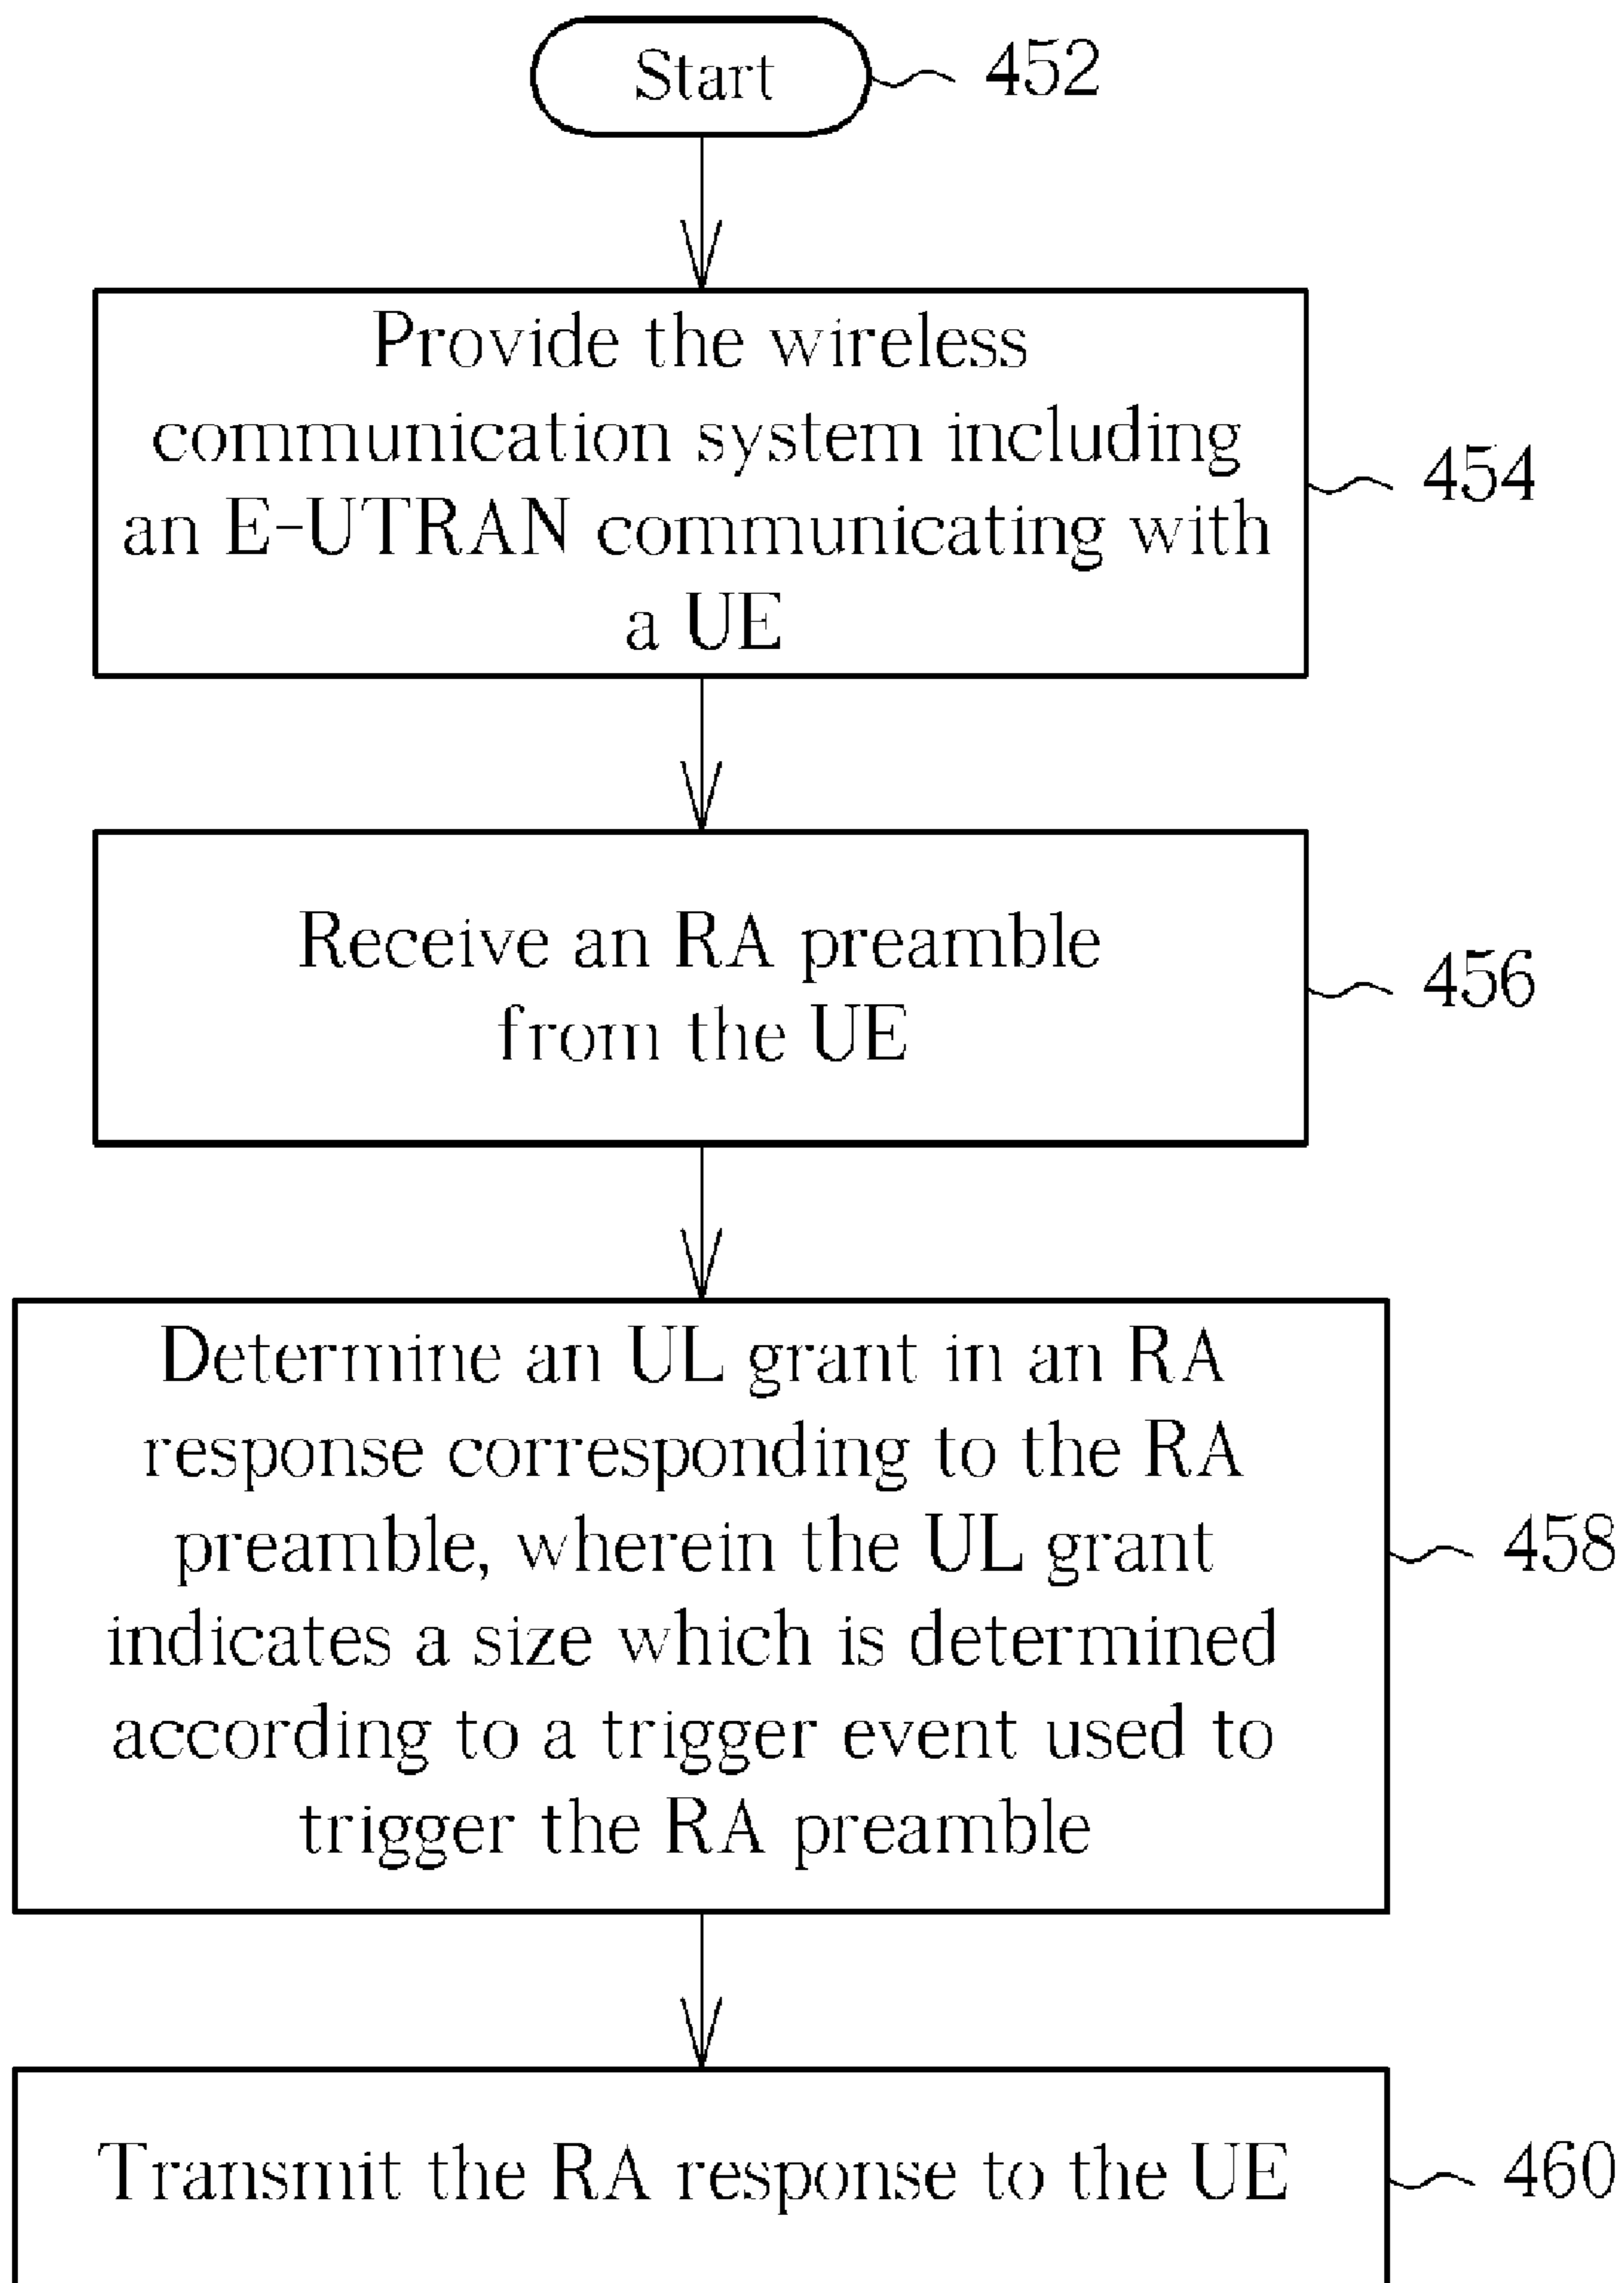 Start
452
Provide the wireless
communication system including
an E-UTRAN communicating with
a UE
454
Receive an RA preamble
from the UE
456
Determine an UL grant in an RA
response corresponding to the RA
preamble, wherein the UL grant
indicates a size which is determined
according to a trigger event used to
trigger the RA preamble
458
Transmit the RA response to the UE
460